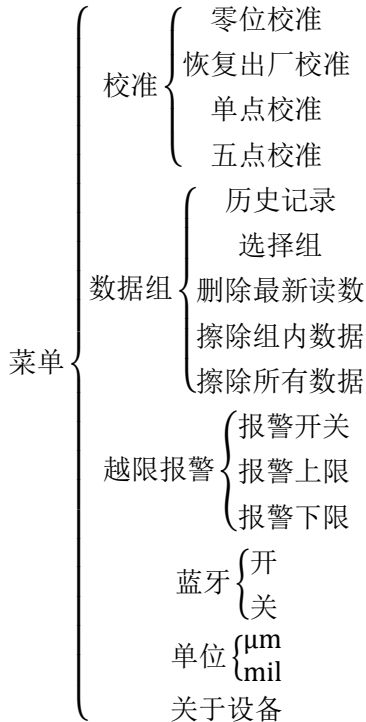 菜单
校准
零位校准
恢复出厂校准
单点校准
五点校准
数据组
历史记录
选择组
删除最新读数
擦除组内数据
擦除所有数据
越限报警
报警开关
报警上限
报警下限
蓝牙
开
关
单位
μm
mil
关于设备